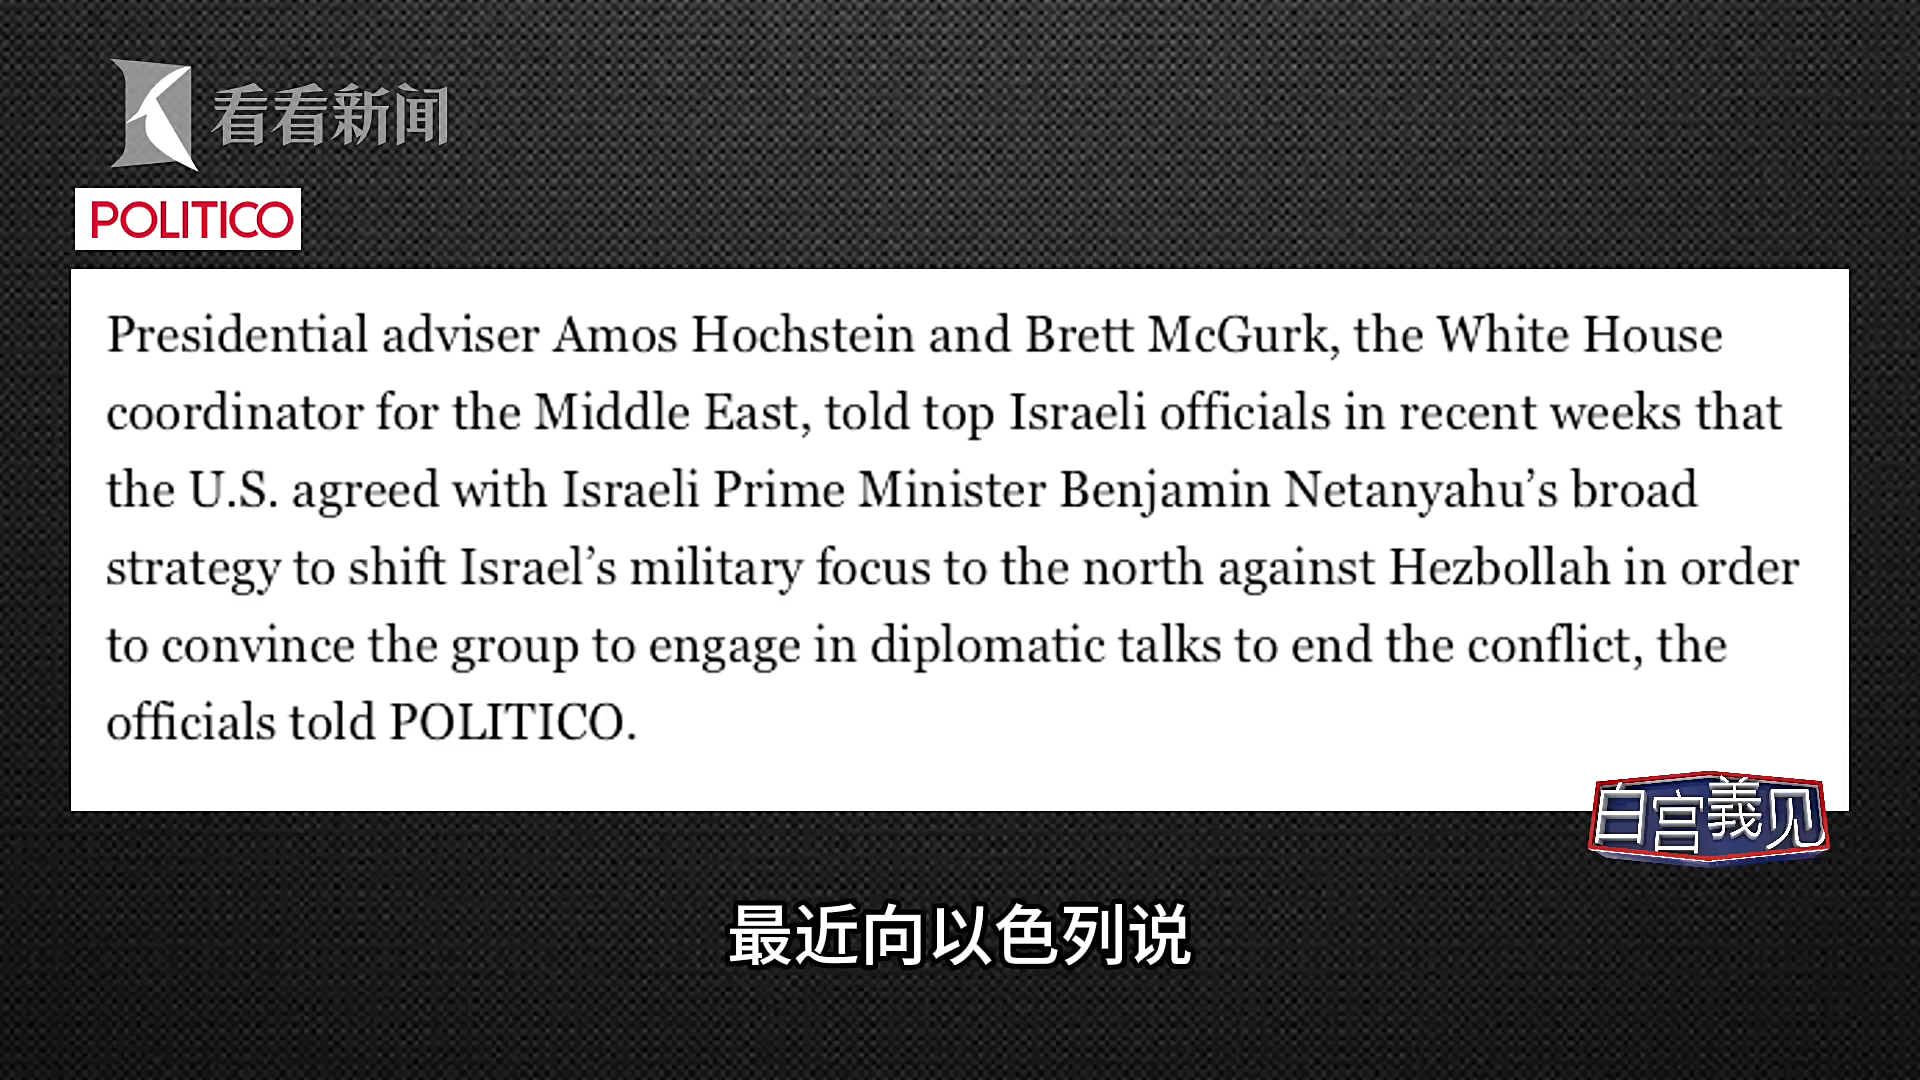 看看新闻
POLITICO
Presidential adviser Amos Hochstein and Brett McGurk, the White House
coordinator for the Middle East, told top Israeli officials in recent weeks that
the U.S. agreed with Israeli Prime Minister Benjamin Netanyahu’s broad
strategy to shift Israel’s military focus to the north against Hezbollah in order
to convince the group to engage in diplomatic talks to end the conflict, the
officials told POLITICO.
白宫義见
最近向以色列说